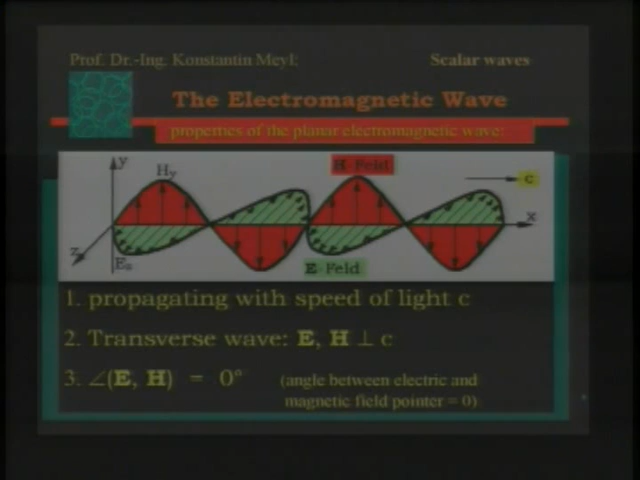 Prof. Dr.-Ing. Konstantin Meyl: Scalar waves
The Electromagnetic Wave
properties of the planar electromagnetic wave:
y
Hy
H-Feld
c
x
z
Ez
E-Feld
1. propagating with speed of light c
2. Transverse wave: E, H ⊥ c
3. ∠(E, H) = 0° (angle between electric and
magnetic field pointer = 0)